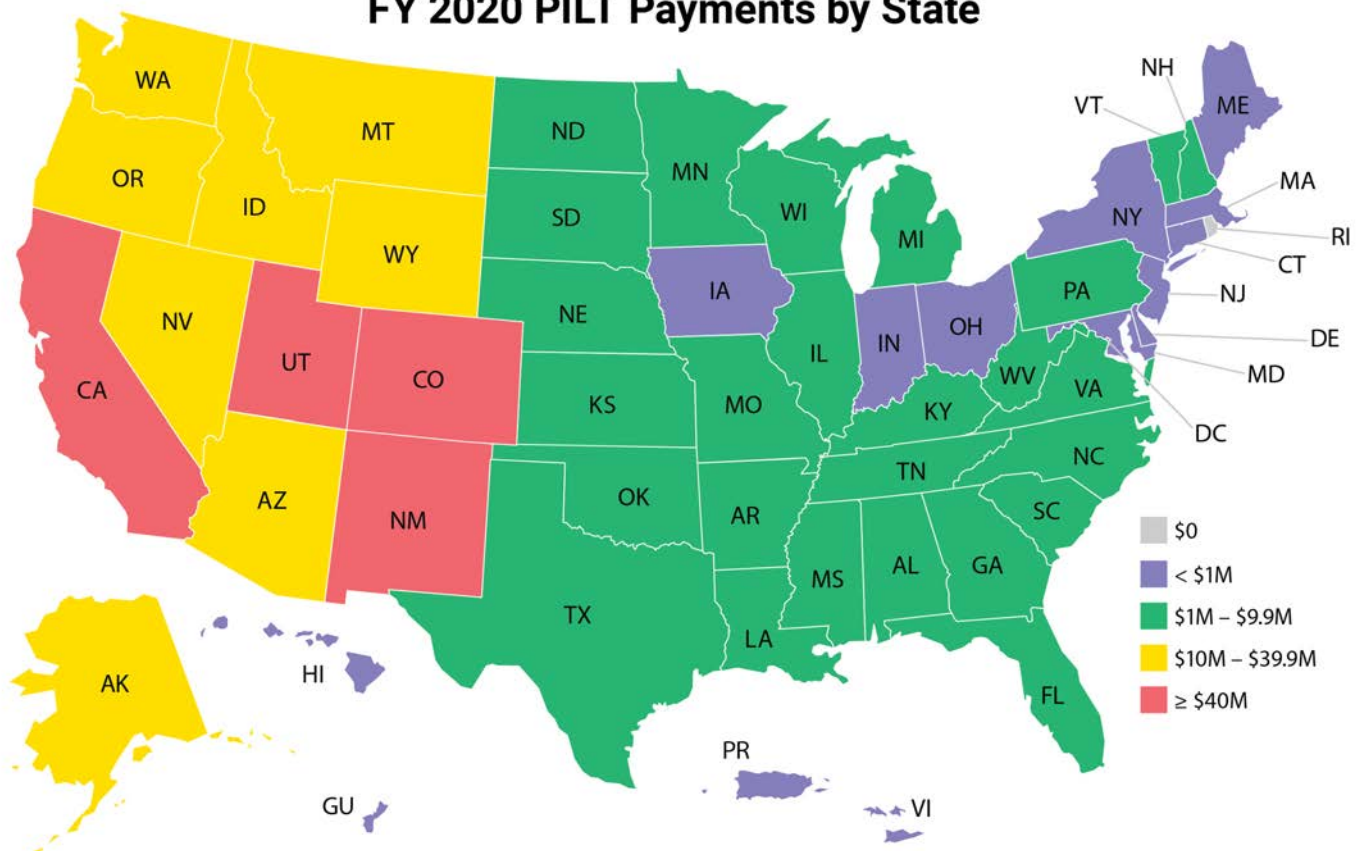 FY 2020 PILT Payments by State
WA
MT
OR
ID
WY
NV
UT
CO
CA
AZ
NM
ND
SD
NE
KS
OK
TX
MN
IA
MO
AR
LA
WI
IL
MI
IN
OH
KY
TN
MS
AL
GA
FL
SC
NC
VA
WV
PA
NY
VT
NH
ME
MA
RI
CT
NJ
DE
MD
DC
AK
HI
GU
PR
VI
$0
< $1M
$1M – $9.9M
$10M – $39.9M
≥ $40M